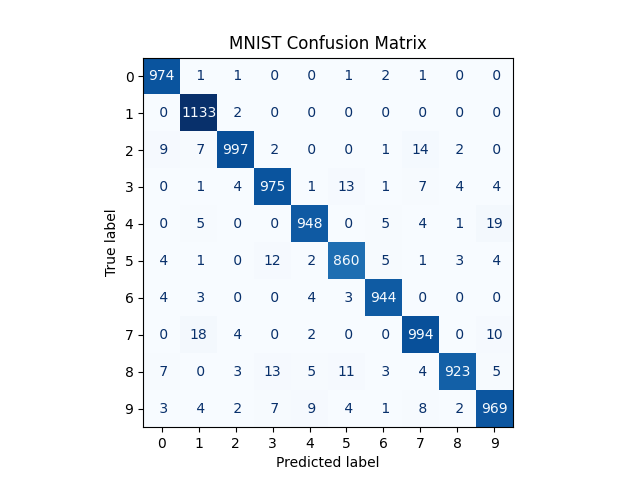 MNIST Confusion Matrix
0 974 1 1 0 0 1 2 1 0 0
1 0 1133 2 0 0 0 0 0 0 0
2 9 7 997 2 0 0 1 14 2 0
3 0 1 4 975 1 13 1 7 4 4
4 0 5 0 0 948 0 5 4 1 19
5 4 1 0 12 2 860 5 1 3 4
6 4 3 0 0 4 3 944 0 0 0
7 0 18 4 0 2 0 0 994 0 10
8 7 0 3 13 5 11 3 4 923 5
9 3 4 2 7 9 4 1 8 2 969
True label
0 1 2 3 4 5 6 7 8 9
Predicted label